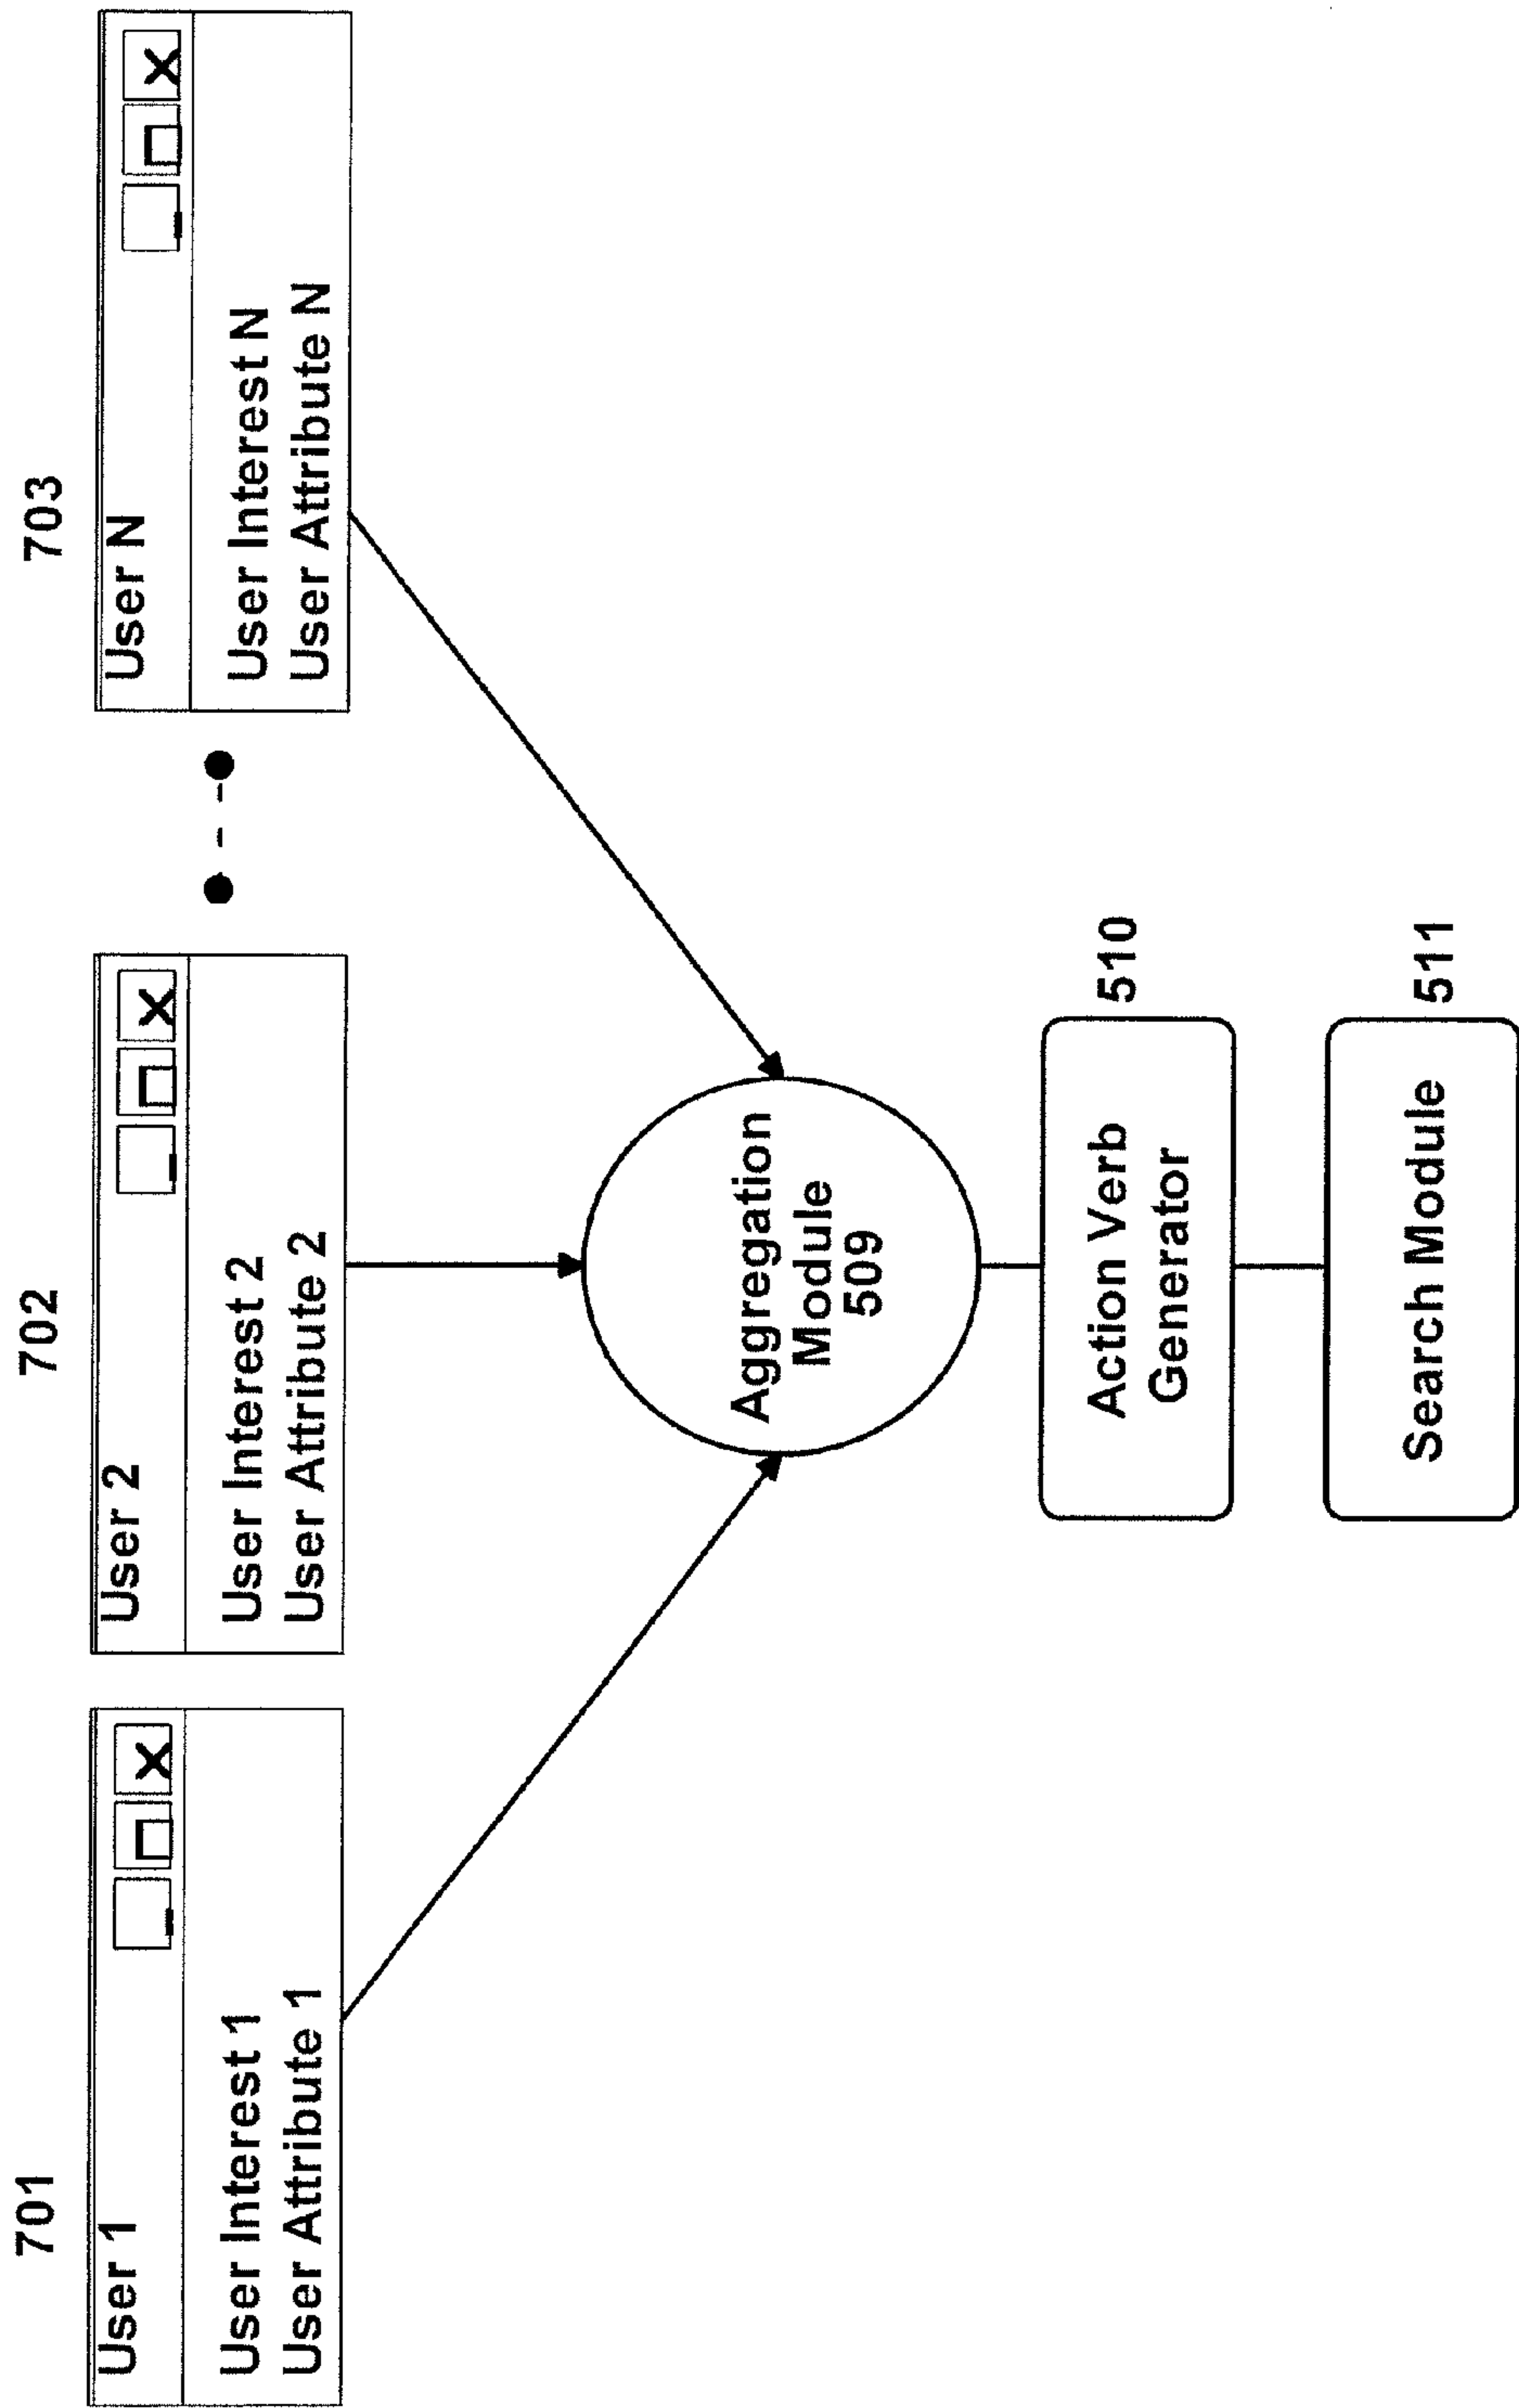 701
User 1
User Interest 1
User Attribute 1
702
User 2
User Interest 2
User Attribute 2
703
User N
User Interest N
User Attribute N
Aggregation
Module
509
Action Verb
Generator
510
Search Module
511